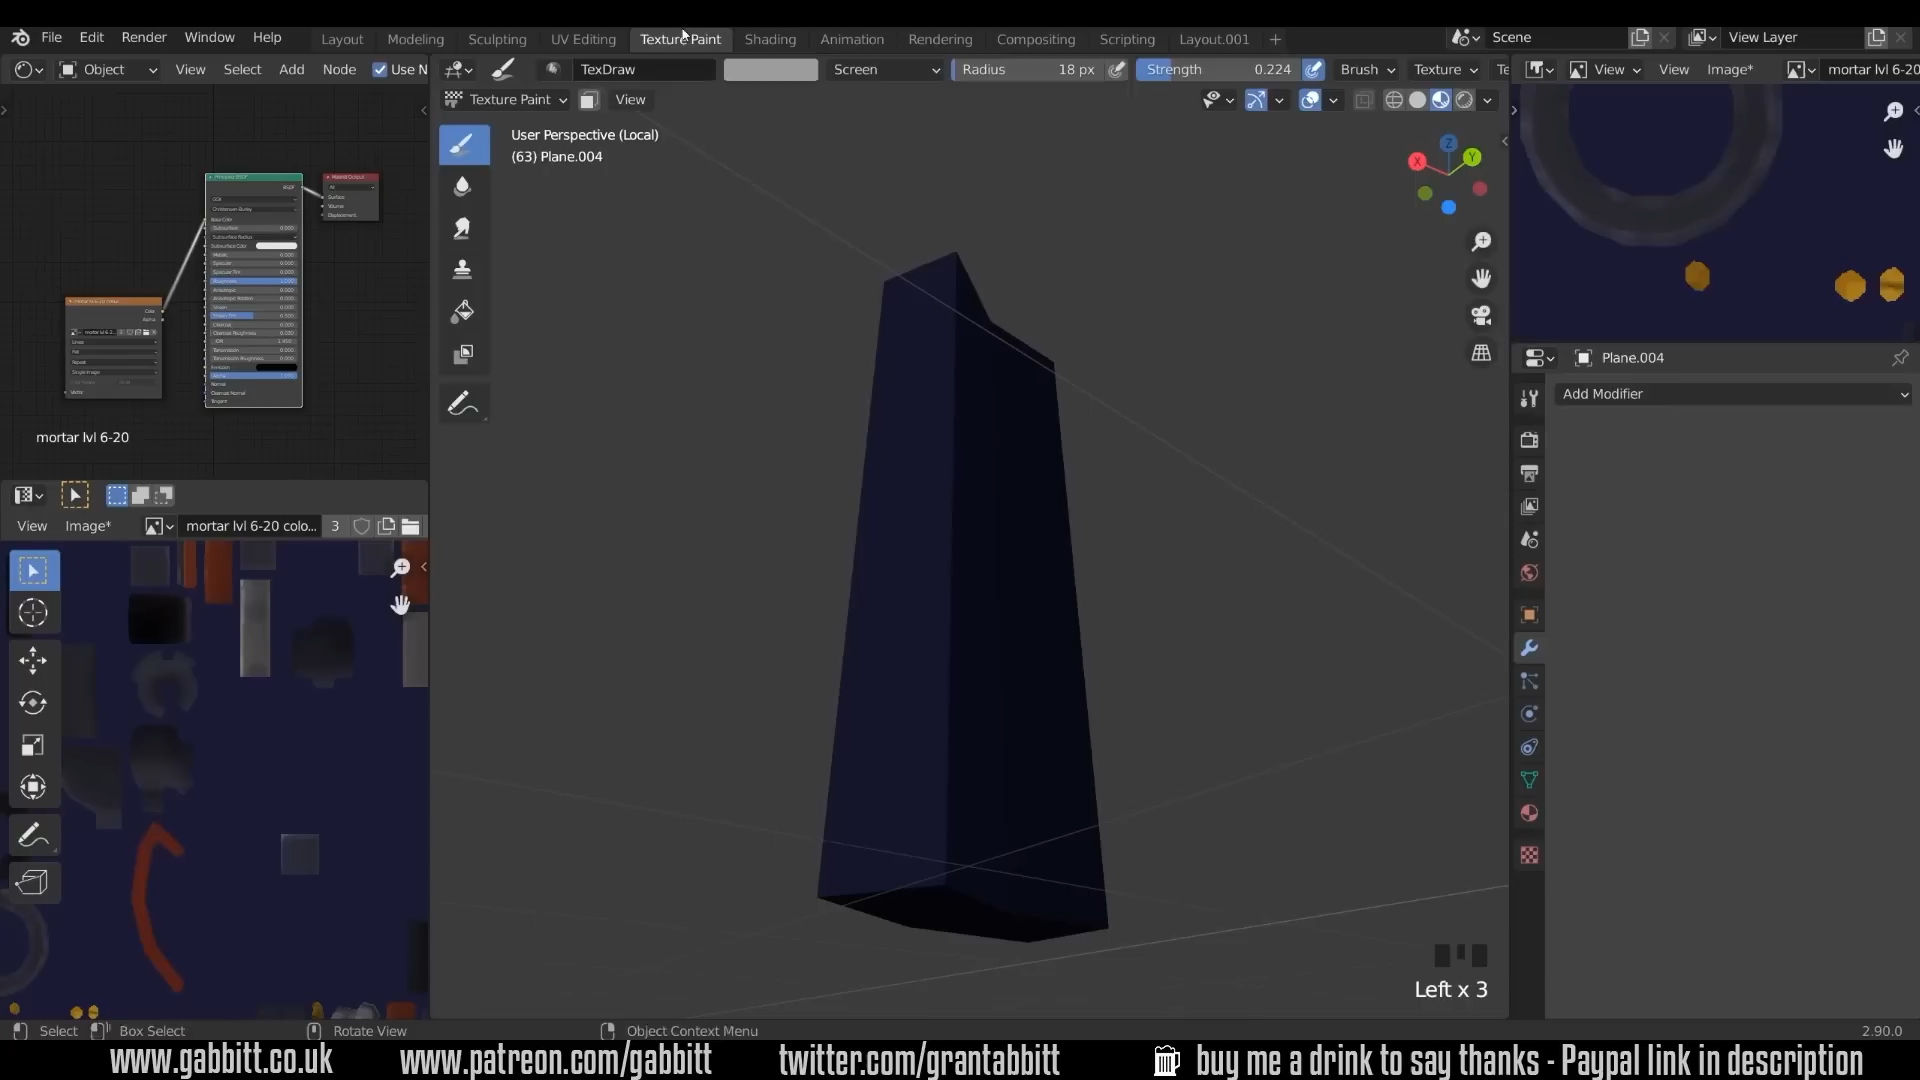 File Edit Render Window Help Layout Modeling Sculpting UV Editing Texture Paint Shading Animation Rendering Compositing Scripting Layout.001 + Scene View Layer
Object View Select Add Node Use N TexDraw Screen Radius 18 px Strength 0.224 Brush Texture Te View View Image* mortar lvl 6-20
Texture Paint View
User Perspective (Local)
(63) Plane.004
X Y Z
Plane.004
Add Modifier
mortar lvl 6-20
View Image* mortar lvl 6-20 colo... 3
Left x 3
Select Box Select Rotate View Object Context Menu 2.90.0
www.gabbitt.co.uk www.patreon.com/gabbitt twitter.com/grantabbitt buy me a drink to say thanks - Paypal link in description